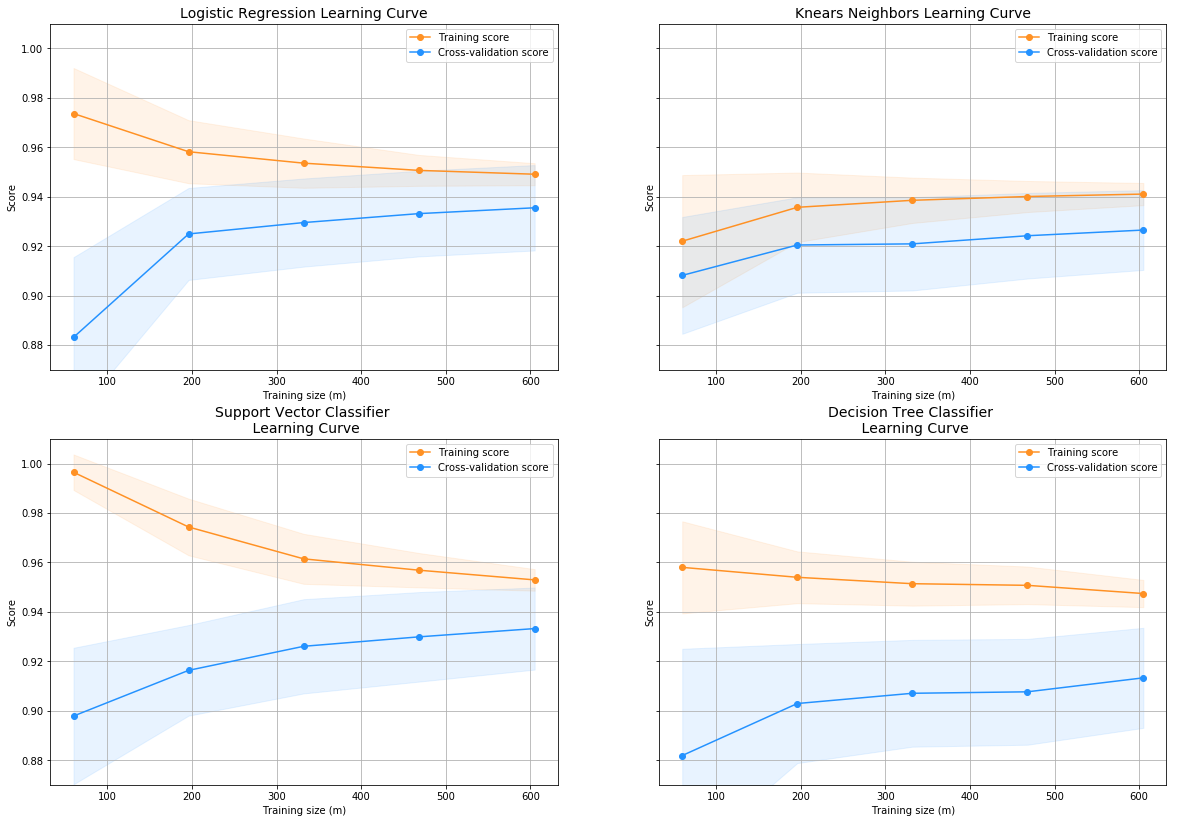 Logistic Regression Learning Curve
Training score
Cross-validation score
1.00
0.98
0.96
0.94
0.92
0.90
0.88
Score
100 200 300 400 500 600
Training size (m)
Knears Neighbors Learning Curve
Training score
Cross-validation score
Score
100 200 300 400 500 600
Training size (m)
Support Vector Classifier
Learning Curve
Training score
Cross-validation score
1.00
0.98
0.96
0.94
0.92
0.90
0.88
Score
100 200 300 400 500 600
Training size (m)
Decision Tree Classifier
Learning Curve
Training score
Cross-validation score
Score
100 200 300 400 500 600
Training size (m)